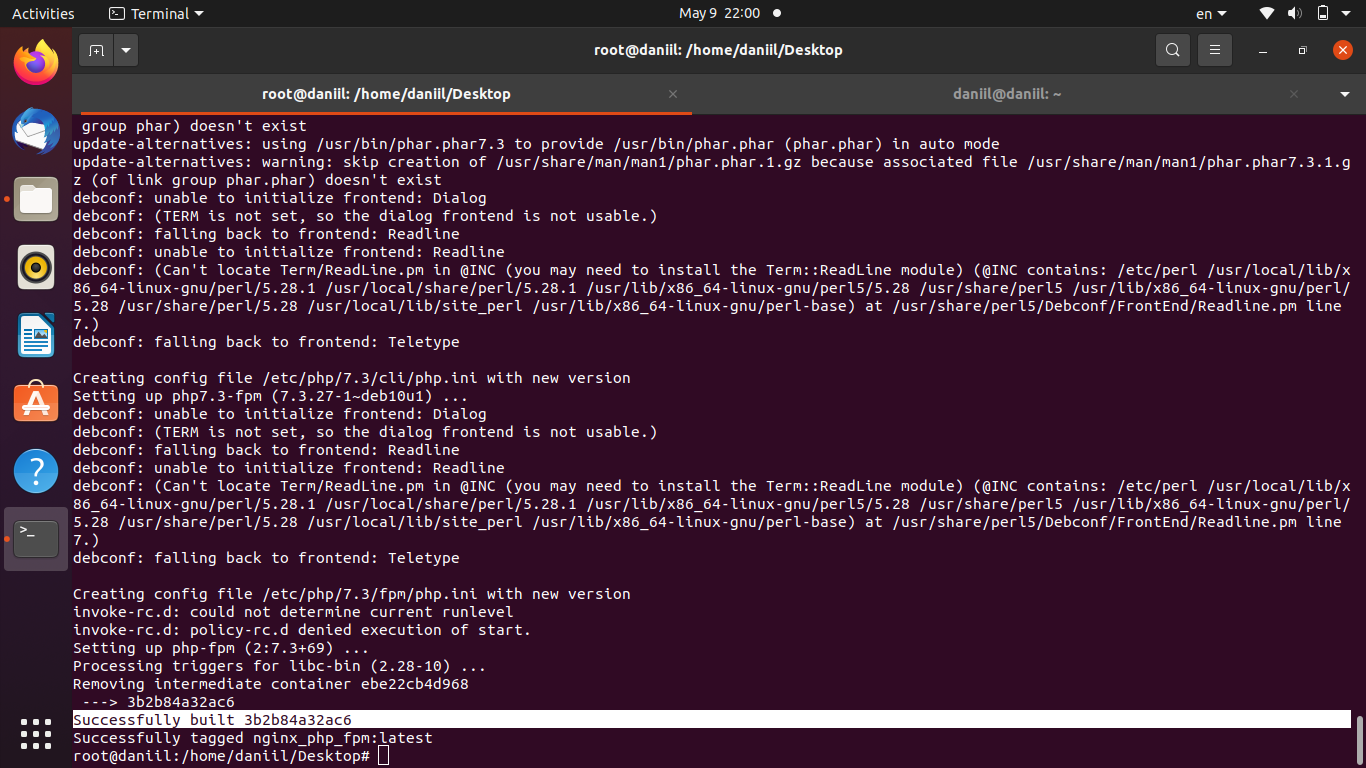 Activities
Terminal
May 9 22:00
en
root@daniil: /home/daniil/Desktop
root@daniil: /home/daniil/Desktop
daniil@daniil: ~
group phar) doesn't exist
update-alternatives: using /usr/bin/phar.phar7.3 to provide /usr/bin/phar.phar (phar.phar) in auto mode
update-alternatives: warning: skip creation of /usr/share/man/man1/phar.phar.1.gz because associated file /usr/share/man/man1/phar.phar7.3.1.g
z (of link group phar.phar) doesn't exist
debconf: unable to initialize frontend: Dialog
debconf: (TERM is not set, so the dialog frontend is not usable.)
debconf: falling back to frontend: Readline
debconf: unable to initialize frontend: Readline
debconf: (Can't locate Term/ReadLine.pm in @INC (you may need to install the Term::ReadLine module) (@INC contains: /etc/perl /usr/local/lib/x
86_64-linux-gnu/perl/5.28.1 /usr/local/share/perl/5.28.1 /usr/lib/x86_64-linux-gnu/perl5/5.28 /usr/share/perl5 /usr/lib/x86_64-linux-gnu/perl/
5.28 /usr/share/perl/5.28 /usr/local/lib/site_perl /usr/lib/x86_64-linux-gnu/perl-base) at /usr/share/perl5/Debconf/FrontEnd/Readline.pm line
7.)
debconf: falling back to frontend: Teletype
Creating config file /etc/php/7.3/cli/php.ini with new version
Setting up php7.3-fpm (7.3.27-1~deb10u1) ...
debconf: unable to initialize frontend: Dialog
debconf: (TERM is not set, so the dialog frontend is not usable.)
debconf: falling back to frontend: Readline
debconf: unable to initialize frontend: Readline
debconf: (Can't locate Term/ReadLine.pm in @INC (you may need to install the Term::ReadLine module) (@INC contains: /etc/perl /usr/local/lib/x
86_64-linux-gnu/perl/5.28.1 /usr/local/share/perl/5.28.1 /usr/lib/x86_64-linux-gnu/perl5/5.28 /usr/share/perl5 /usr/lib/x86_64-linux-gnu/perl/
5.28 /usr/share/perl/5.28 /usr/local/lib/site_perl /usr/lib/x86_64-linux-gnu/perl-base) at /usr/share/perl5/Debconf/FrontEnd/Readline.pm line
7.)
debconf: falling back to frontend: Teletype
Creating config file /etc/php/7.3/fpm/php.ini with new version
invoke-rc.d: could not determine current runlevel
invoke-rc.d: policy-rc.d denied execution of start.
Setting up php-fpm (2:7.3+69) ...
Processing triggers for libc-bin (2.28-10) ...
Removing intermediate container ebe22cb4d968
---> 3b2b84a32ac6
Successfully built 3b2b84a32ac6
Successfully tagged nginx_php_fpm:latest
root@daniil:/home/daniil/Desktop#